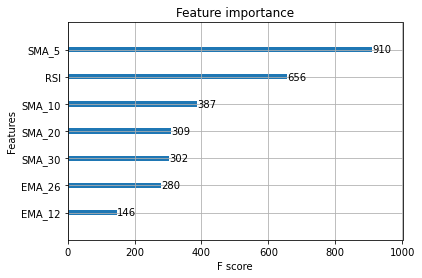 Feature importance
SMA_5 910
RSI 656
SMA_10 387
SMA_20 309
SMA_30 302
EMA_26 280
EMA_12 146
Features
0 200 400 600 800 1000
F score